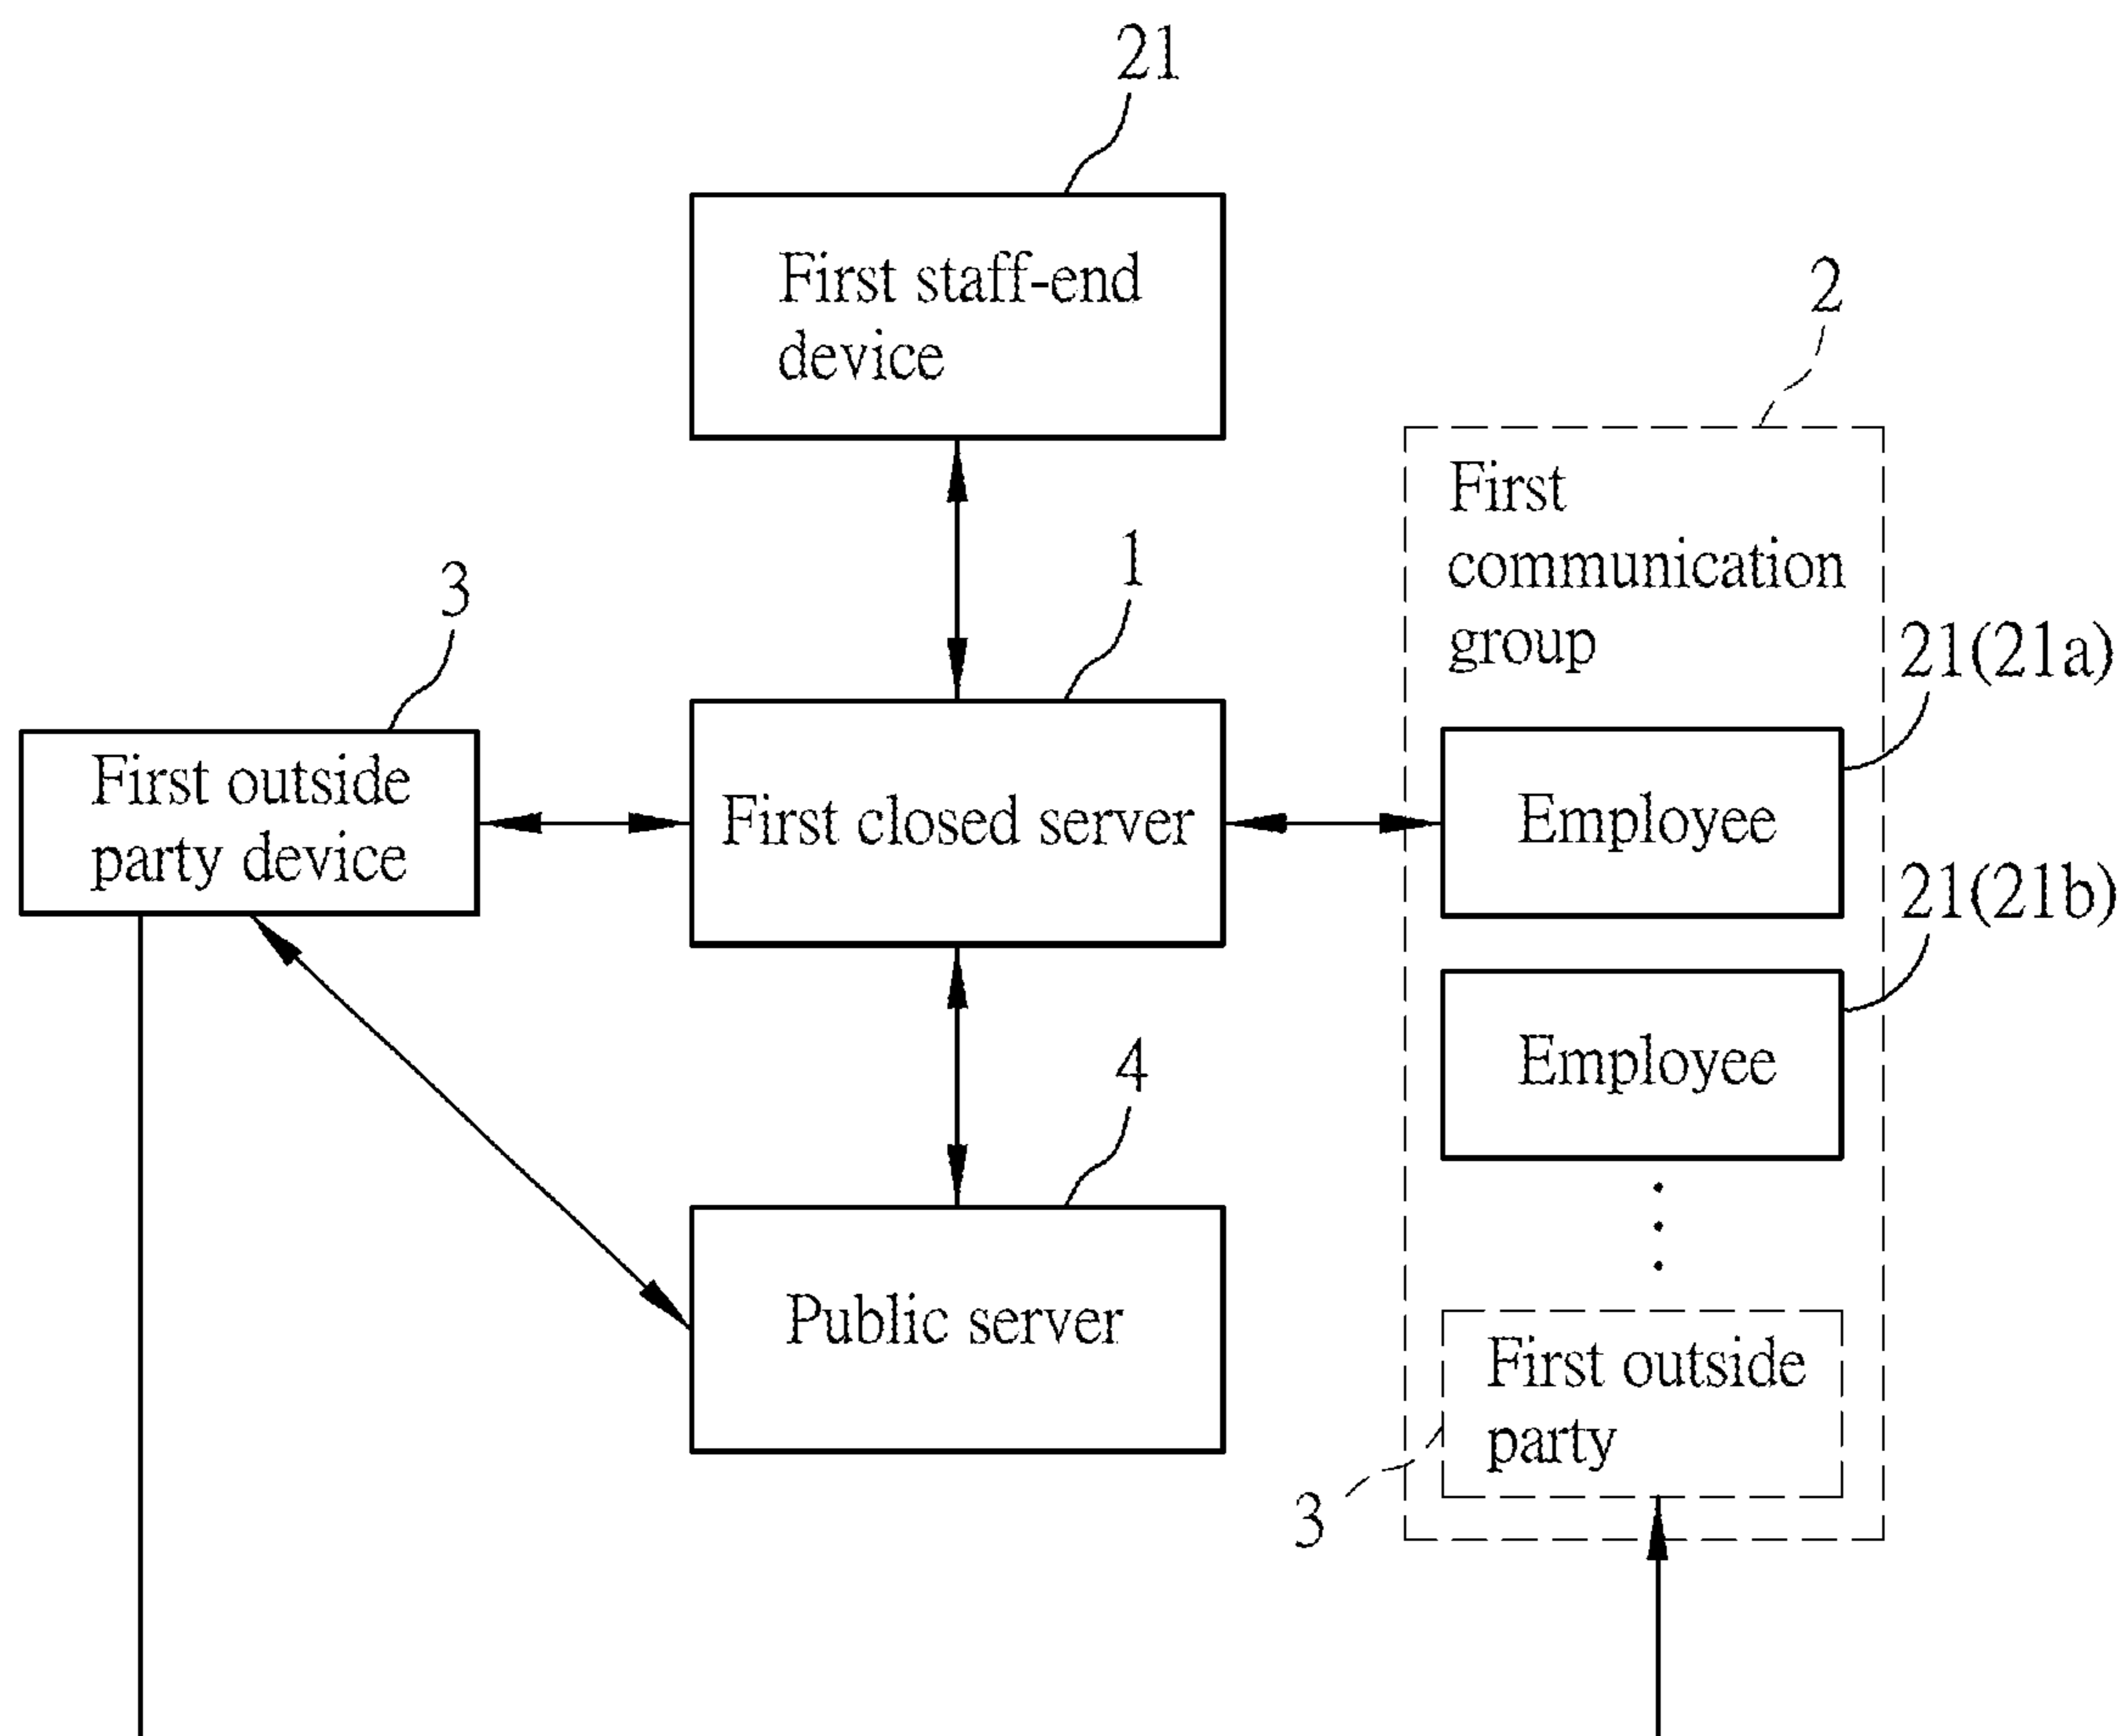 21
First staff-end
device
2
First
communication
group
1
3
21(21a)
First outside
party device
First closed server
Employee
21(21b)
Employee
4
Public server
First outside
party
3